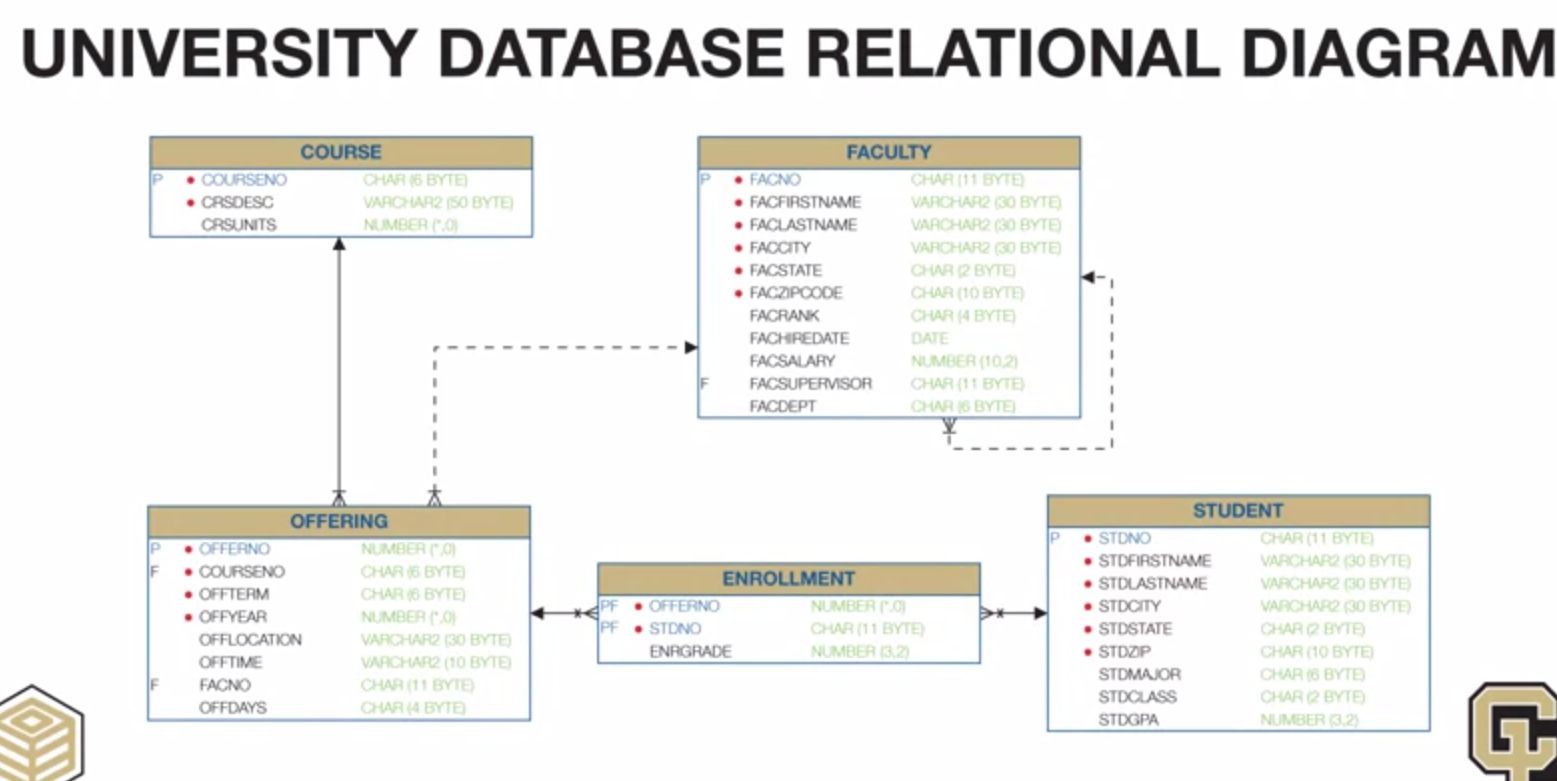 UNIVERSITY DATABASE RELATIONAL DIAGRAM
COURSE
P COURSENO CHAR (6 BYTE)
CRSDESC VARCHAR2 (50 BYTE)
CRSUNITS NUMBER (*,0)
FACULTY
P FACNO CHAR (11 BYTE)
FACFIRSTNAME VARCHAR2 (30 BYTE)
FACLASTNAME VARCHAR2 (30 BYTE)
FACCITY VARCHAR2 (30 BYTE)
FACSTATE CHAR (2 BYTE)
FACZIPCODE CHAR (10 BYTE)
FACRANK CHAR (4 BYTE)
FACHIREDATE DATE
FACSALARY NUMBER (10,2)
F FACSUPERVISOR CHAR (11 BYTE)
FACDEPT CHAR (6 BYTE)
OFFERING
P OFFERNO NUMBER (*,0)
F COURSENO CHAR (6 BYTE)
OFFTERM CHAR (6 BYTE)
OFFYEAR NUMBER (*,0)
OFFLOCATION VARCHAR2 (30 BYTE)
OFFTIME VARCHAR2 (10 BYTE)
F FACNO CHAR (11 BYTE)
OFFDAYS CHAR (4 BYTE)
ENROLLMENT
PF OFFERNO NUMBER (*,0)
PF STDNO CHAR (11 BYTE)
ENRGRADE NUMBER (3,2)
STUDENT
P STDNO CHAR (11 BYTE)
STDFIRSTNAME VARCHAR2 (30 BYTE)
STDLASTNAME VARCHAR2 (30 BYTE)
STDCITY VARCHAR2 (30 BYTE)
STDSTATE CHAR (2 BYTE)
STDZIP CHAR (10 BYTE)
STDMAJOR CHAR (6 BYTE)
STDCLASS CHAR (2 BYTE)
STDGPA NUMBER (3,2)